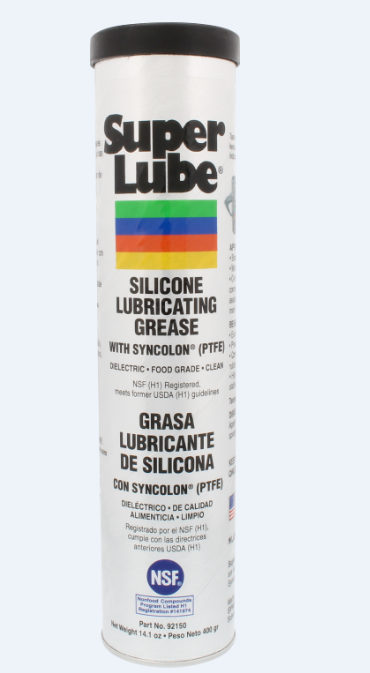 Super
Lube®
SILICONE
LUBRICATING
GREASE
WITH SYNCOLON® (PTFE)
DIELECTRIC • FOOD GRADE • CLEAN
NSF (H1) Registered,
meets former USDA (H1) guidelines
GRASA
LUBRICANTE
DE SILICONA
CON SYNCOLON® (PTFE)
DIELÉCTRICO • DE CALIDAD
ALIMENTICIA • LIMPIO
Registrado por el NSF (H1),
cumple con las directrices
anteriores USDA (H1)
NSF
Nonfood Compounds
Program Listed H1
Registration #141974
Part No. 92150
Net Weight 14.1 oz • Peso Neto 400 gr